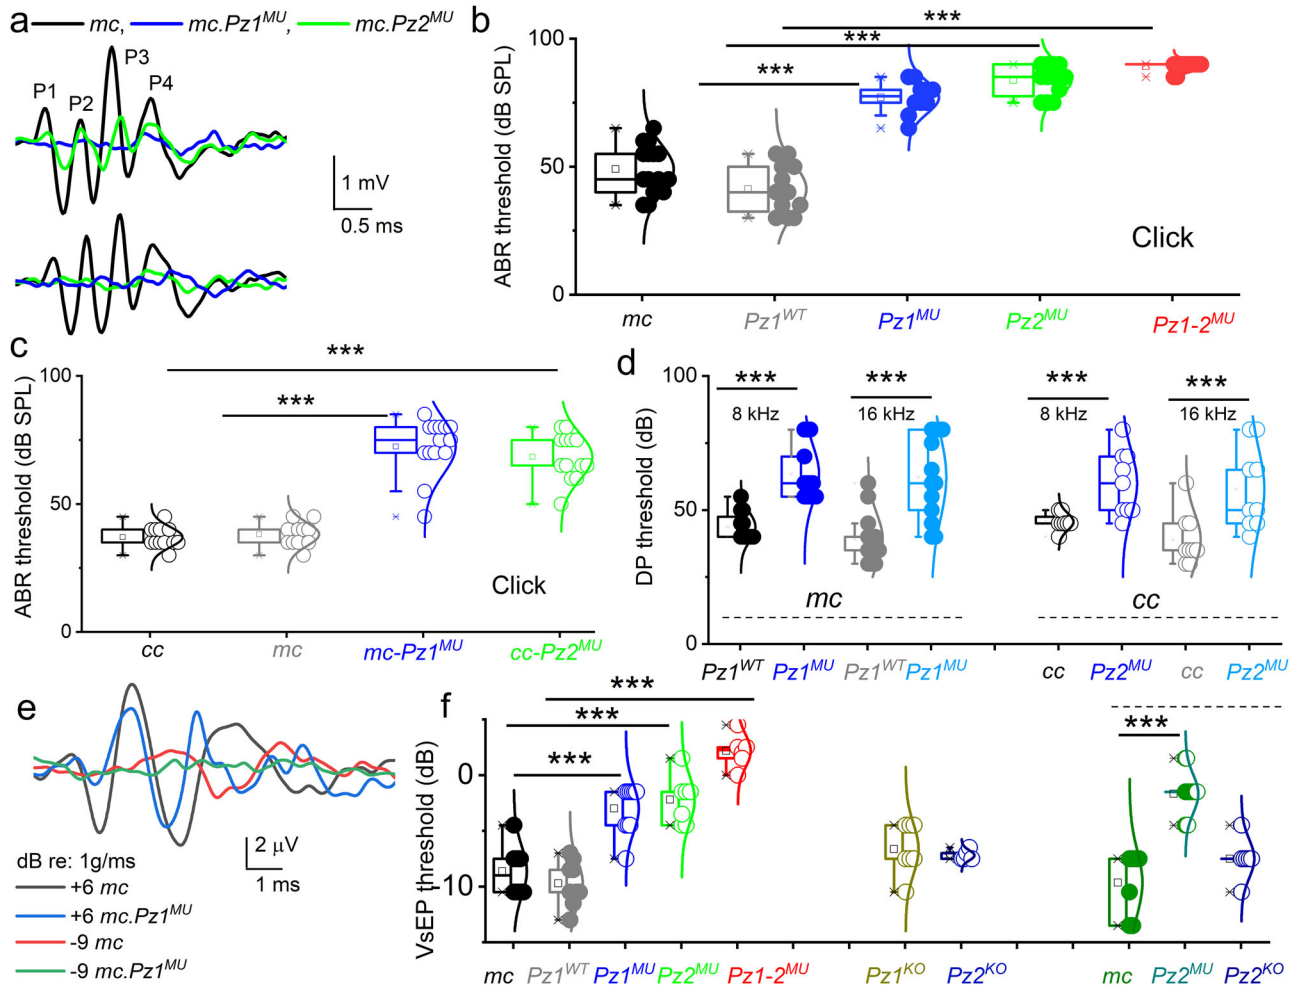 a
mc, mc.Pz1MU, mc.Pz2MU
P1
P2
P3
P4
1 mV
0.5 ms
b
***
***
***
ABR threshold (dB SPL)
100
50
0
Click
mc
Pz1WT
Pz1MU
Pz2MU
Pz1-2MU
c
***
***
ABR threshold (dB SPL)
100
50
0
Click
cc
mc
mc-Pz1MU
cc-Pz2MU
d
***
***
***
***
8 kHz
16 kHz
8 kHz
16 kHz
DP threshold (dB)
100
50
0
mc
cc
Pz1WT
Pz1MU
Pz1WT
Pz1MU
cc
Pz2MU
cc
Pz2MU
e
2 μV
1 ms
dB re: 1g/ms
+6 mc
+6 mc.Pz1MU
-9 mc
-9 mc.Pz1MU
f
***
***
***
***
VsEP threshold (dB)
0
-10
mc
Pz1WT
Pz1MU
Pz2MU
Pz1-2MU
Pz1KO
Pz2KO
mc
Pz2MU
Pz2KO